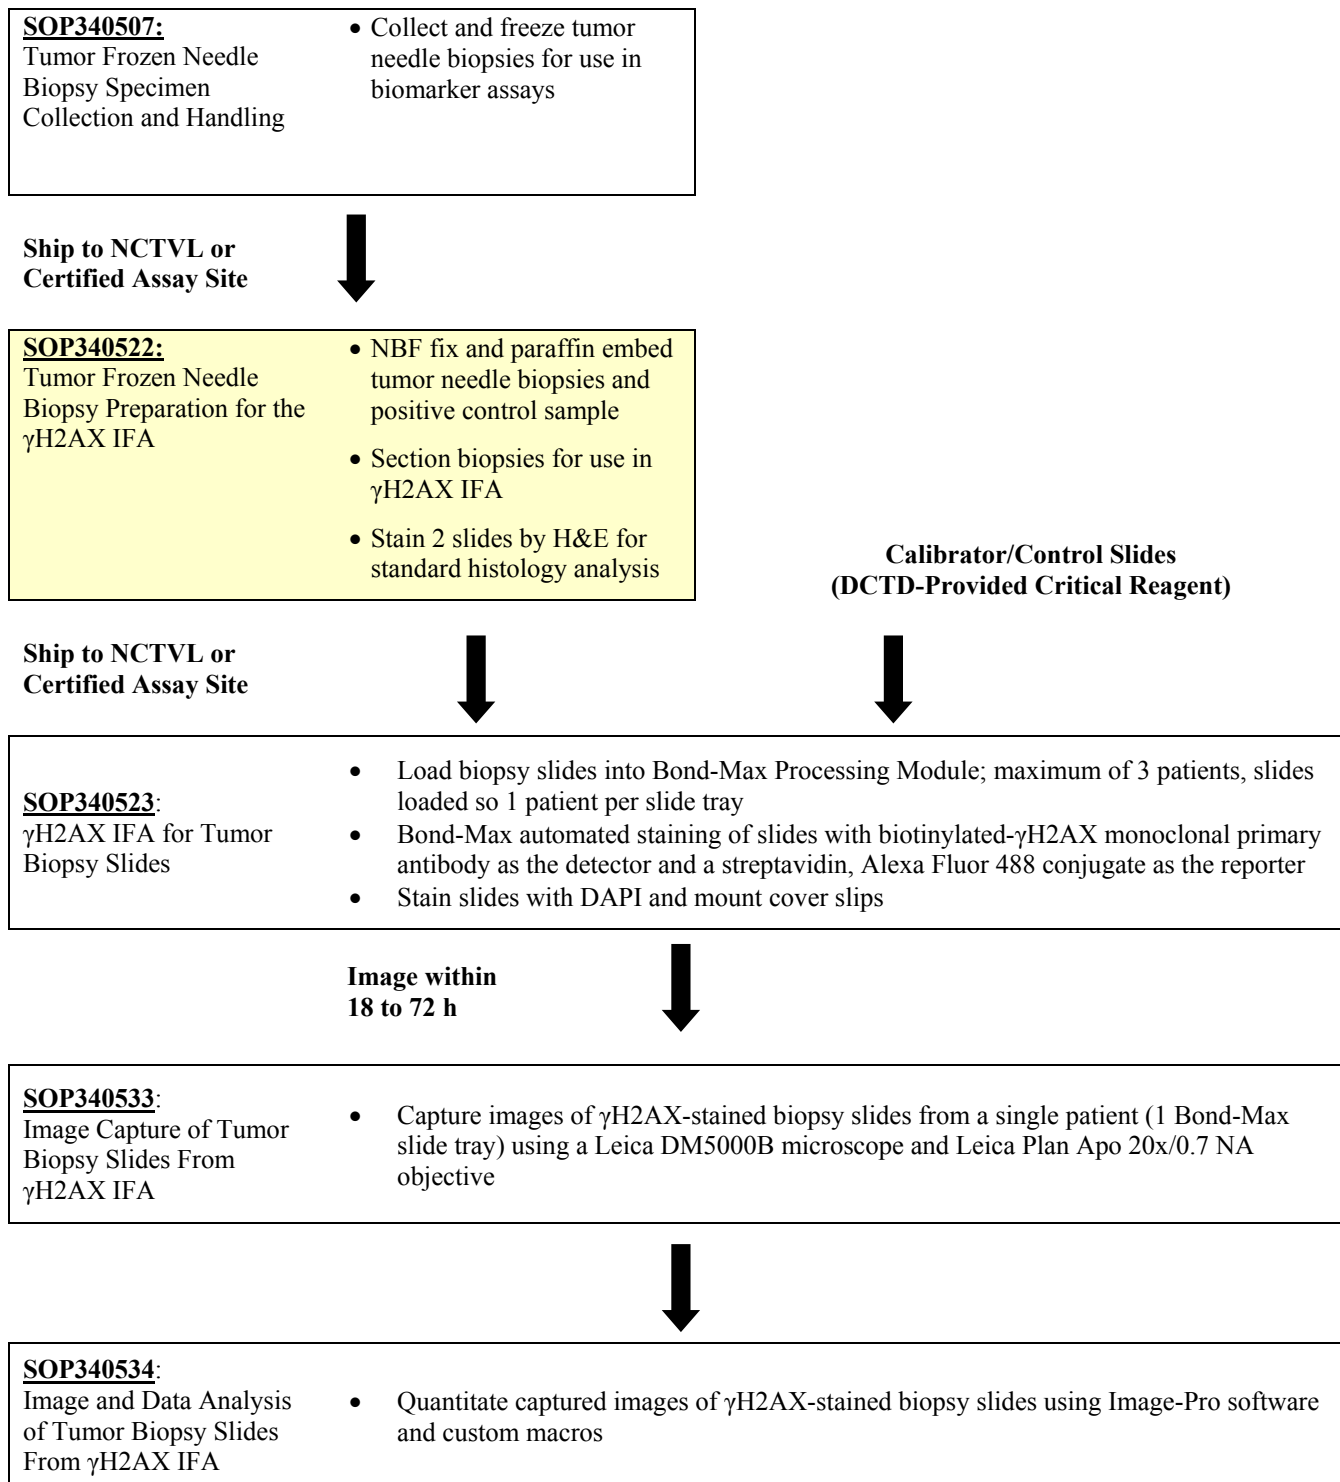 SOP340507:
Tumor Frozen Needle
Biopsy Specimen
Collection and Handling
• Collect and freeze tumor
needle biopsies for use in
biomarker assays
Ship to NCTVL or
Certified Assay Site
SOP340522:
Tumor Frozen Needle
Biopsy Preparation for the
γH2AX IFA
• NBF fix and paraffin embed
tumor needle biopsies and
positive control sample
• Section biopsies for use in
γH2AX IFA
• Stain 2 slides by H&E for
standard histology analysis
Calibrator/Control Slides
(DCTD-Provided Critical Reagent)
Ship to NCTVL or
Certified Assay Site
SOP340523:
γH2AX IFA for Tumor
Biopsy Slides
• Load biopsy slides into Bond-Max Processing Module; maximum of 3 patients, slides
loaded so 1 patient per slide tray
• Bond-Max automated staining of slides with biotinylated-γH2AX monoclonal primary
antibody as the detector and a streptavidin, Alexa Fluor 488 conjugate as the reporter
• Stain slides with DAPI and mount cover slips
Image within
18 to 72 h
SOP340533:
Image Capture of Tumor
Biopsy Slides From
γH2AX IFA
• Capture images of γH2AX-stained biopsy slides from a single patient (1 Bond-Max
slide tray) using a Leica DM5000B microscope and Leica Plan Apo 20x/0.7 NA
objective
SOP340534:
Image and Data Analysis
of Tumor Biopsy Slides
From γH2AX IFA
• Quantitate captured images of γH2AX-stained biopsy slides using Image-Pro software
and custom macros